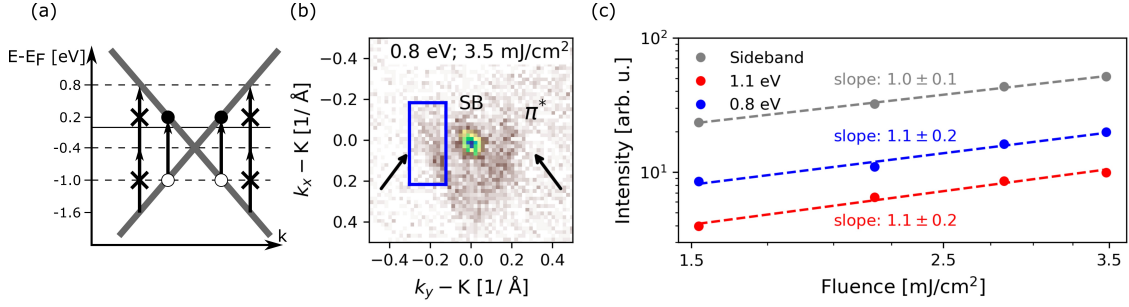 (a)
E-E_F [eV]
0.8
0.2
-0.4
-1.0
-1.6
k
(b)
0.8 eV; 3.5 mJ/cm²
SB
π*
k_x − K [1/ Å]
−0.4
−0.2
0.0
0.2
0.4
−0.4 −0.2 0.0 0.2 0.4
k_y − K [1/ Å]
(c)
Intensity [arb. u.]
10²
10¹
Sideband
1.1 eV
0.8 eV
slope: 1.0 ± 0.1
slope: 1.1 ± 0.2
slope: 1.1 ± 0.2
1.5 2.5 3.5
Fluence [mJ/cm²]